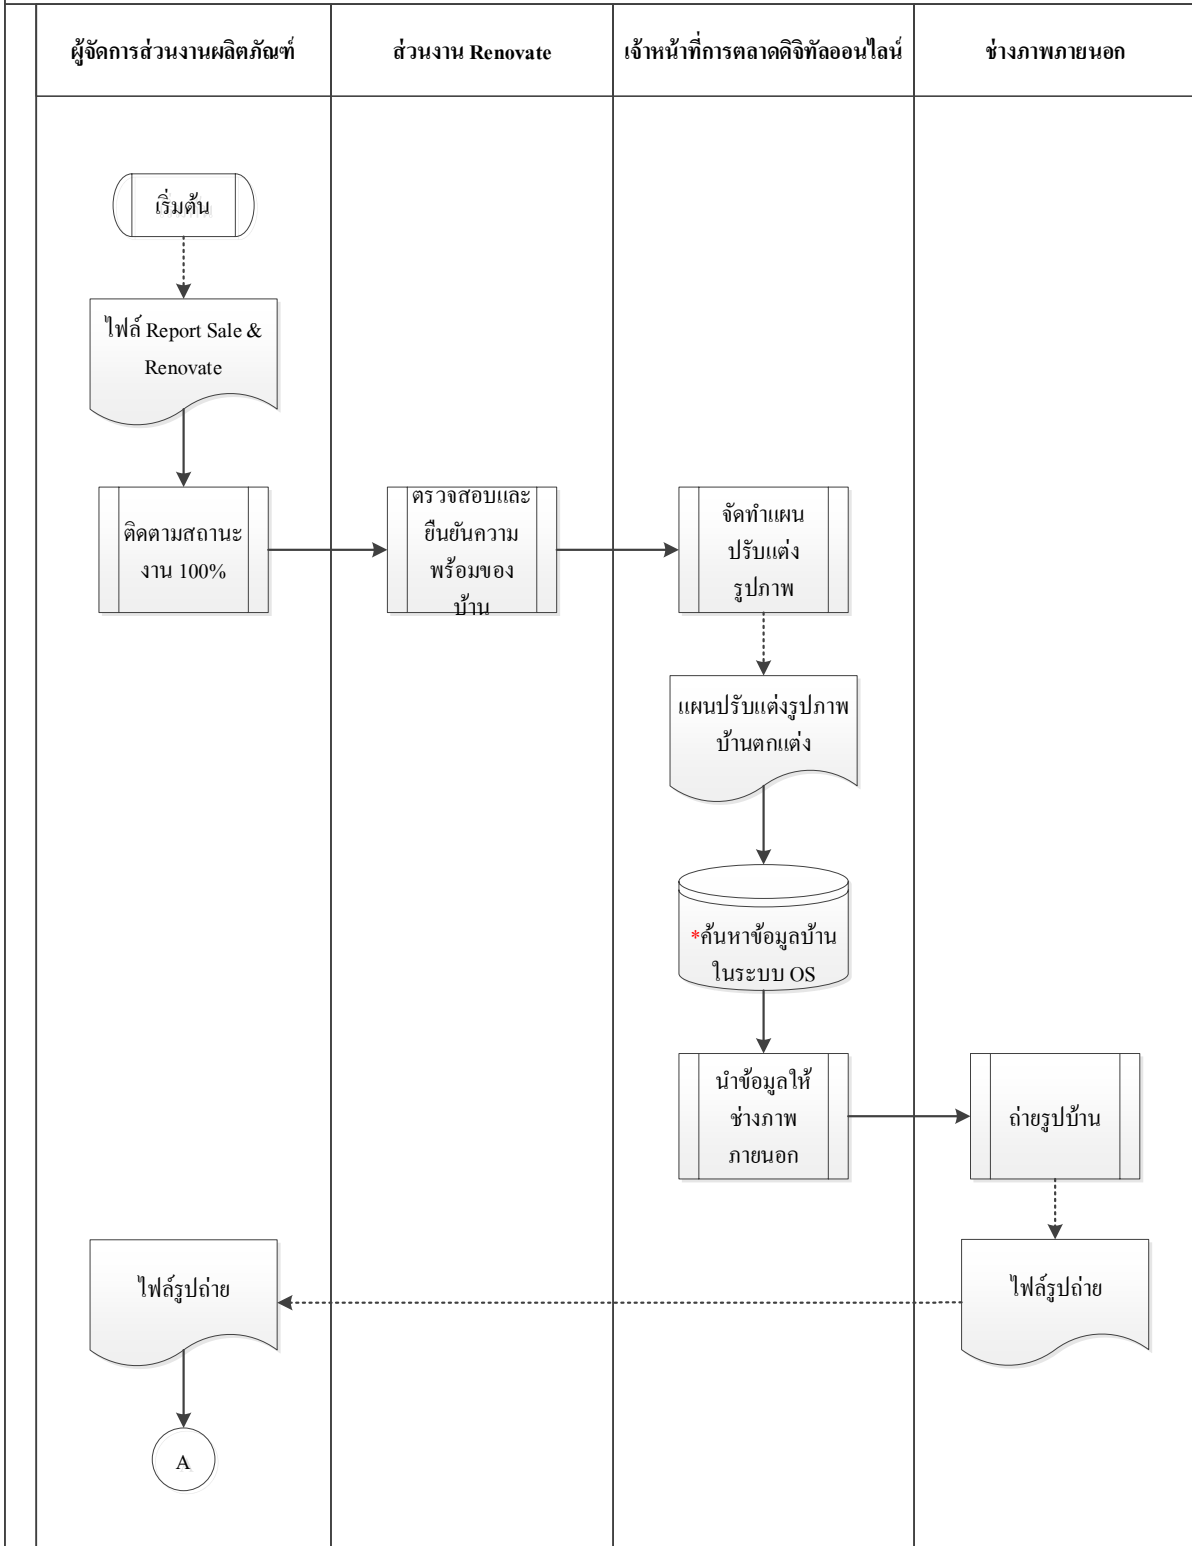 ผู้จัดการส่วนงานผลิตภัณฑ์
ส่วนงาน Renovate
เจ้าหน้าที่การตลาดดิจิทัลออนไลน์
ช่างภาพภายนอก
เริ่มต้น
ไฟล์ Report Sale &
Renovate
ติดตามสถานะ
งาน 100%
ตรวจสอบและ
ยืนยันความ
พร้อมของ
บ้าน
จัดทำแผน
ปรับแต่ง
รูปภาพ
แผนปรับแต่งรูปภาพ
บ้านตกแต่ง
*ค้นหาข้อมูลบ้าน
ในระบบ OS
นำข้อมูลให้
ช่างภาพ
ภายนอก
ถ่ายรูปบ้าน
ไฟล์รูปถ่าย
ไฟล์รูปถ่าย
A